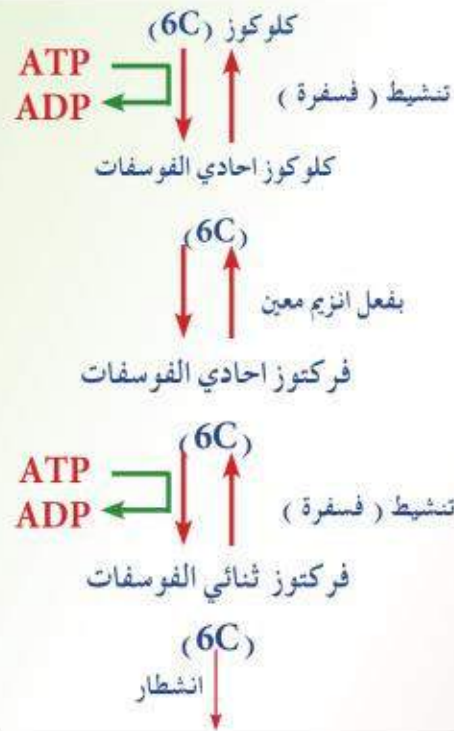 كلوكوز (6C)
ATP
ADP
تنشيط ( فسفرة )
كلوكوز احادي الفوسفات
(6C)
بفعل انزيم معين
فركتوز احادي الفوسفات
(6C)
ATP
ADP
تنشيط ( فسفرة )
فركتوز ثنائي الفوسفات
(6C)
انشطار